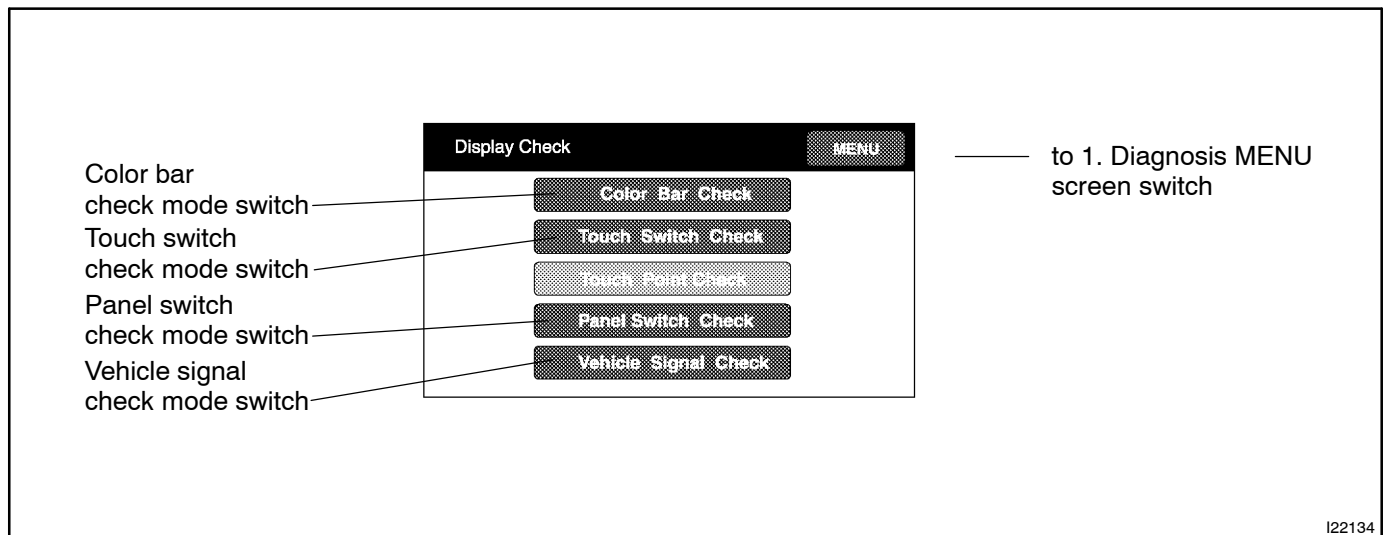 Display Check
MENU
Color Bar Check
Touch Switch Check
Touch Point Check
Panel Switch Check
Vehicle Signal Check
Color bar
check mode switch
Touch switch
check mode switch
Panel switch
check mode switch
Vehicle signal
check mode switch
to 1. Diagnosis MENU
screen switch
I22134